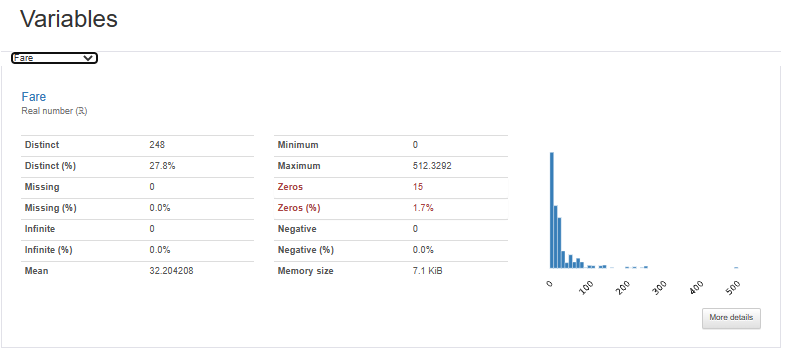 Variables
Fare
Fare
Real number (ℝ)
Distinct 248
Distinct (%) 27.8%
Missing 0
Missing (%) 0.0%
Infinite 0
Infinite (%) 0.0%
Mean 32.204208
Minimum 0
Maximum 512.3292
Zeros 15
Zeros (%) 1.7%
Negative 0
Negative (%) 0.0%
Memory size 7.1 KiB
0 100 200 300 400 500
More details